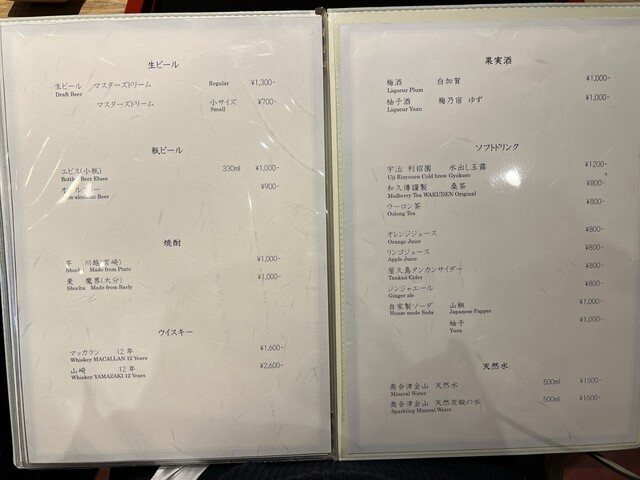 生ビール
生ビール マスターズドリーム Regular ¥1,300-
Draft Beer
マスターズドリーム 小サイズ ¥700-
Small
瓶ビール
エビス(小瓶) 330ml ¥1,000-
Bottle Beer Ebisu
¥900-
Beer
焼酎
芋 川越(宮崎) ¥1,000-
Shochu Made from Ptato
麦 魔界(大分) ¥1,000-
Shochu Made from Barly
ウイスキー
マッカラン 12年 ¥1,600-
Whiskey MACALLAN 12 Years
山崎 12年 ¥2,600-
Whiskey YAMAZAKI 12 Years
果実酒
梅酒 白加賀 ¥1,000-
Liqueur Plum
柚子酒 梅乃宿 ゆず ¥1,000-
Liqueur Yuzu
ソフトドリンク
宇治 利招園 水出し玉露 ¥1200-
Uji Risyouen Cold brew Gyokuro
和久傳謹製 桑茶 ¥800-
Mulberry Tea WAKUDEN Original
ウーロン茶 ¥800-
Oolong Tea
オレンジジュース ¥800-
Orange Juice
リンゴジュース ¥800-
Apple Juice
屋久島タンカンサイダー ¥800-
Tankan Cider
ジンジャエール ¥800-
Ginger ale
自家製ソーダ 山椒 ¥1,000-
House made Soda Japanese Papper
柚子 ¥1,000-
Yuzu
天然水
奥会津金山 天然水 500ml ¥1500-
Mineral Water
奥会津金山 天然炭酸の水 500ml ¥1500-
Sparkling Mineral Water